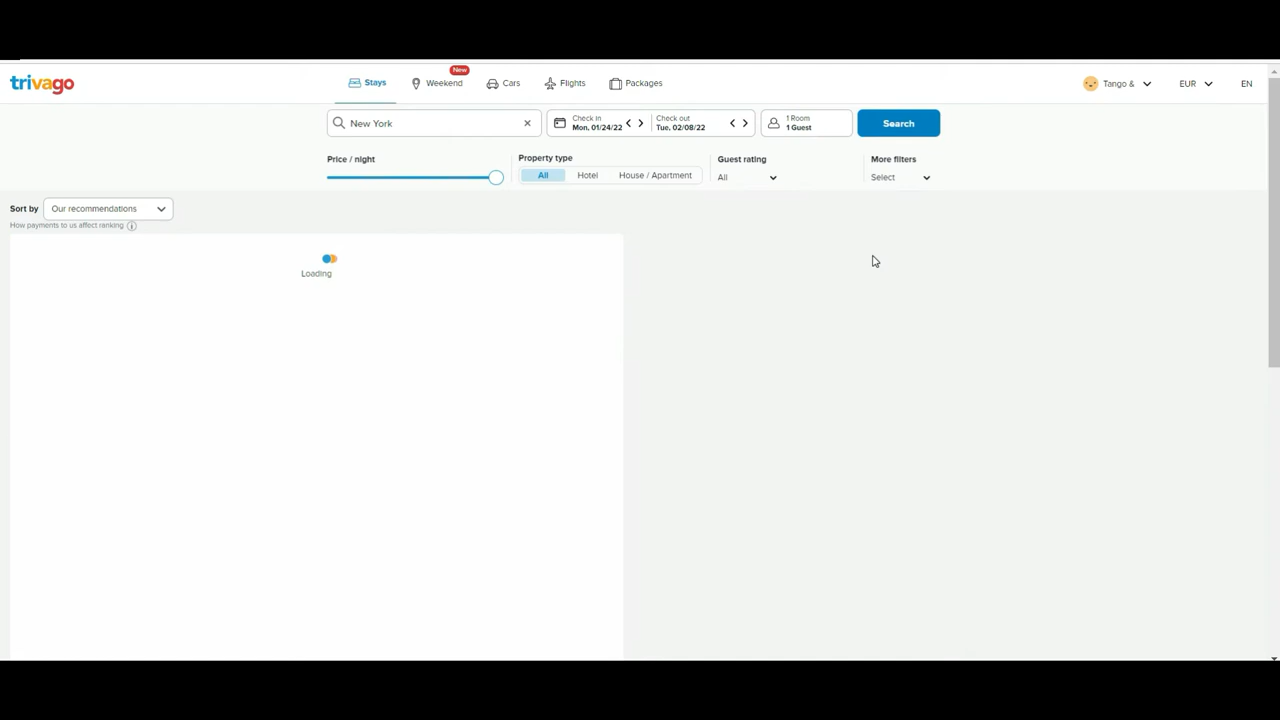 trivago
Stays
New
Weekend
Cars
Flights
Packages
Tango &
EUR
EN
New York
Check in
Mon, 01/24/22
Check out
Tue, 02/08/22
1 Room
1 Guest
Search
Price / night
Property type
All
Hotel
House / Apartment
Guest rating
All
More filters
Select
Sort by
Our recommendations
How payments to us affect ranking
Loading